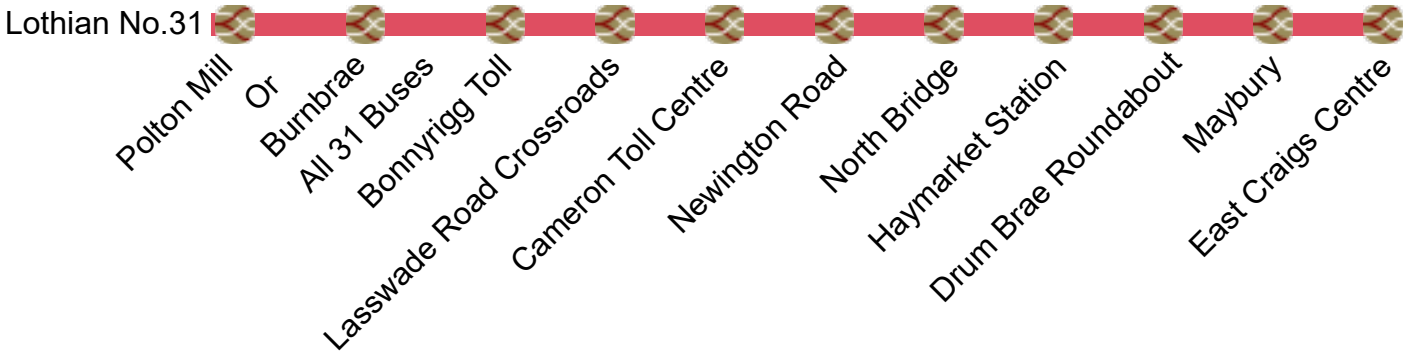 Lothian No.31
Polton Mill
Or
Burnbrae
All 31 Buses
Bonnyrigg Toll
Lasswade Road Crossroads
Cameron Toll Centre
Newington Road
North Bridge
Haymarket Station
Drum Brae Roundabout
Maybury
East Craigs Centre